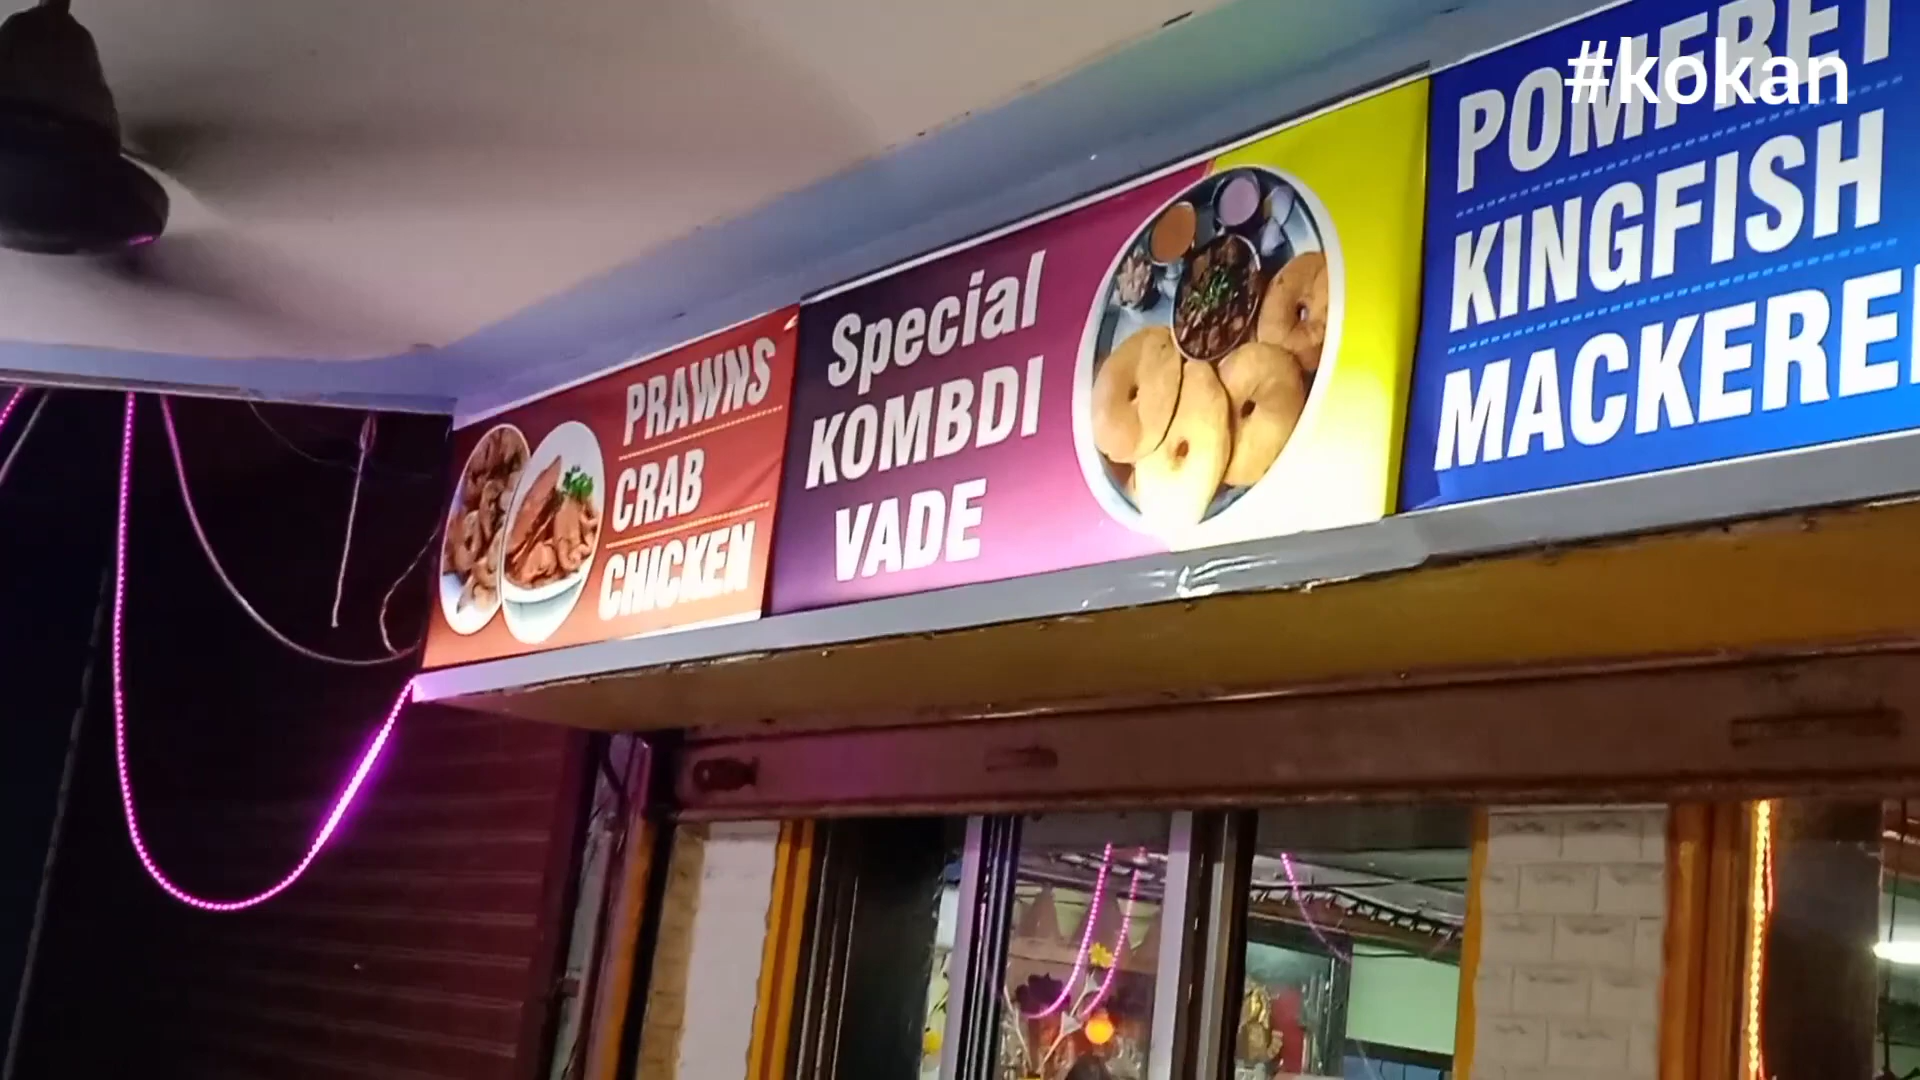 #kokan
PRAWNS
CRAB
CHICKEN
Special
KOMBDI
VADE
POMFRET
KINGFISH
MACKEREL